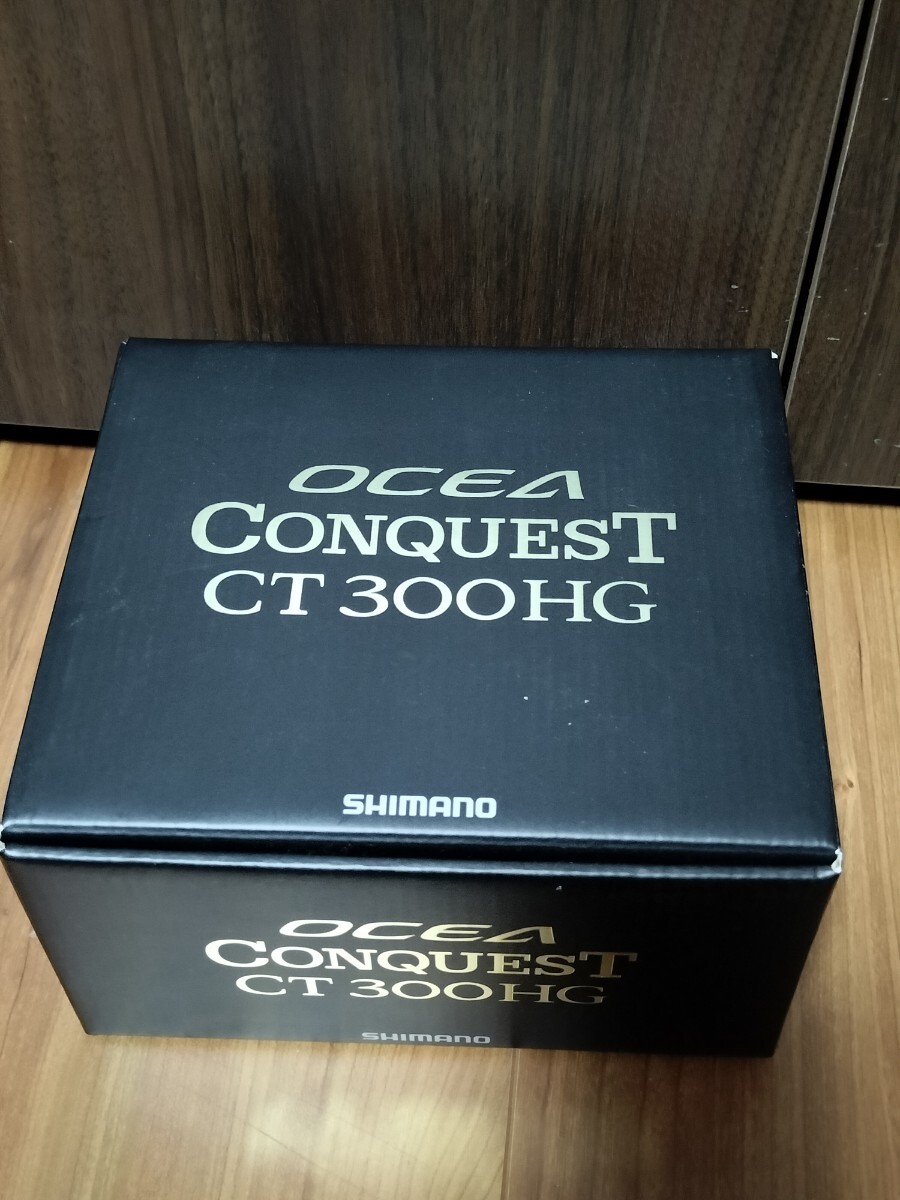 OCEA
CONQUEST
CT 300HG
SHIMANO
OCEA
CONQUEST
CT 300HG
SHIMANO